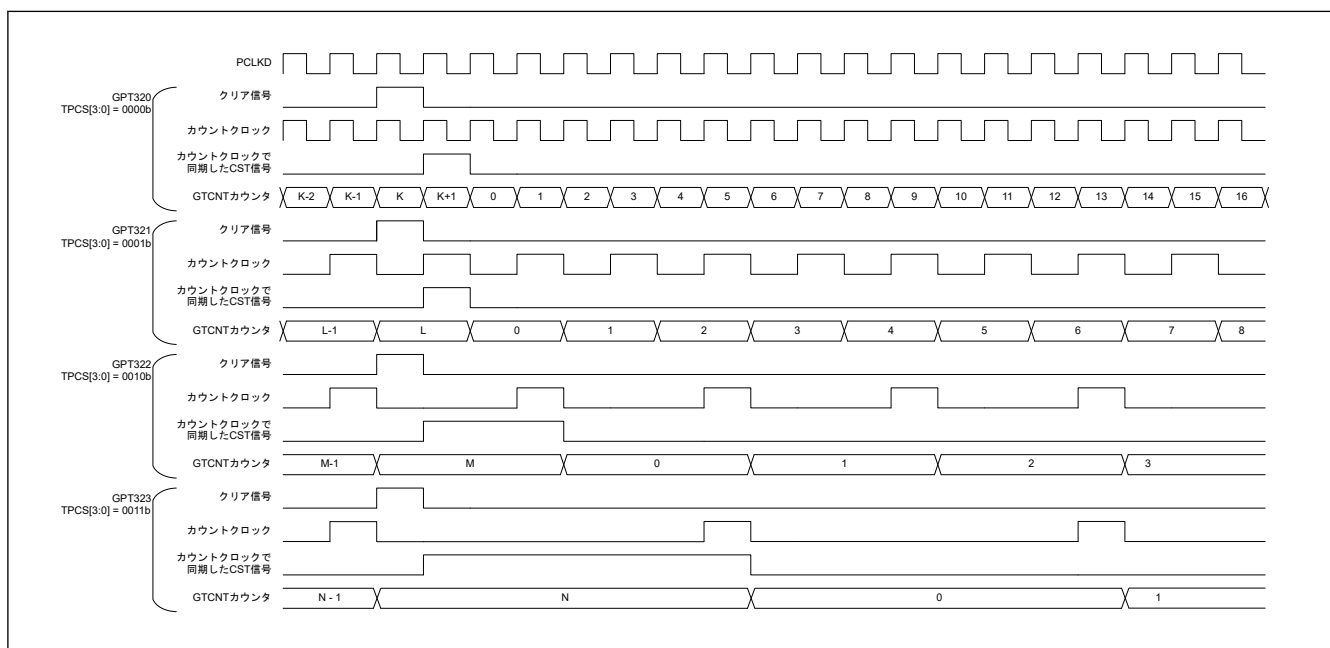 PCLKD
GPT320
TPCS[3:0] = 0000b
クリア信号
カウントクロック
カウントクロックで
同期したCST信号
GTCNTカウンタ
K-2 K-1 K K+1 0 1 2 3 4 5 6 7 8 9 10 11 12 13 14 15 16
GPT321
TPCS[3:0] = 0001b
クリア信号
カウントクロック
カウントクロックで
同期したCST信号
GTCNTカウンタ
L-1 L 0 1 2 3 4 5 6 7 8
GPT322
TPCS[3:0] = 0010b
クリア信号
カウントクロック
カウントクロックで
同期したCST信号
GTCNTカウンタ
M-1 M 0 1 2 3
GPT323
TPCS[3:0] = 0011b
クリア信号
カウントクロック
カウントクロックで
同期したCST信号
GTCNTカウンタ
N - 1 N 0 1